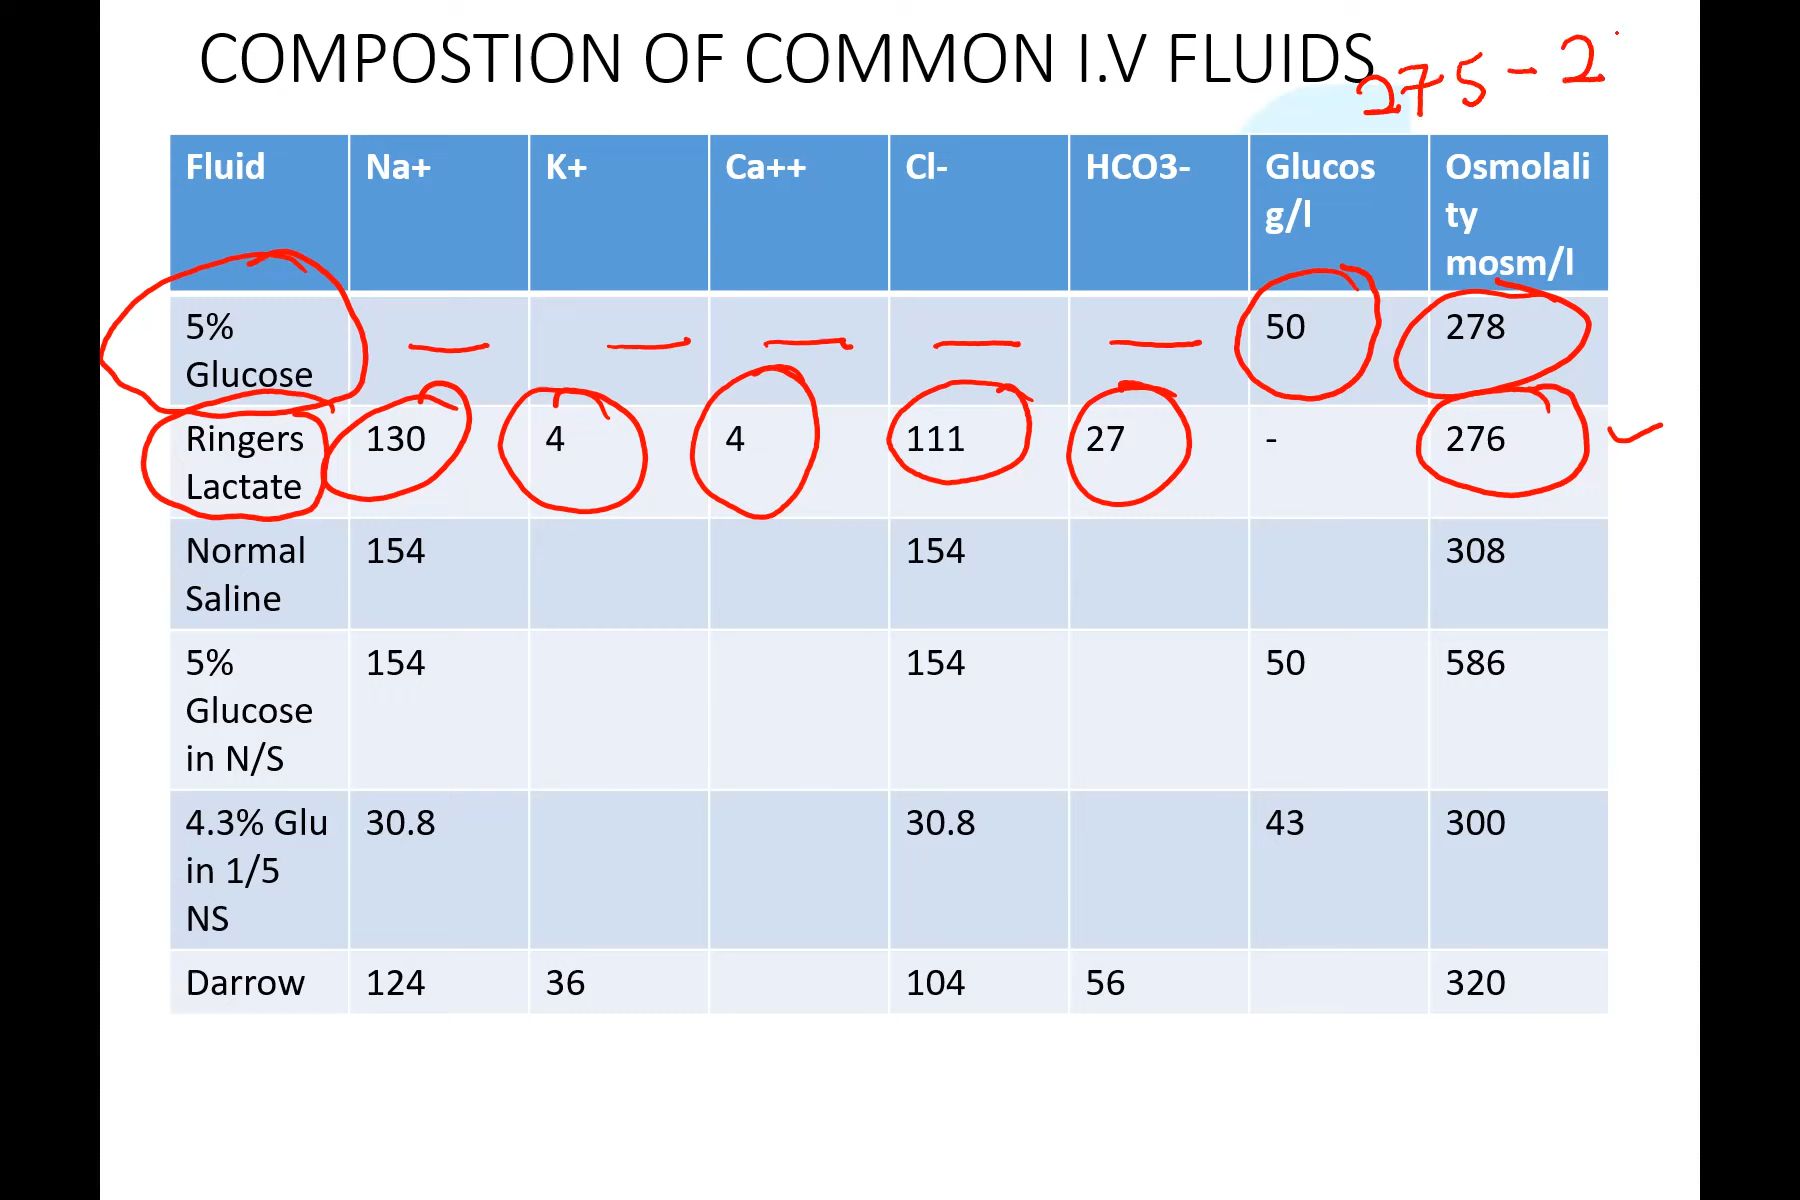 COMPOSTION OF COMMON I.V FLUIDS
275-2
Fluid Na+ K+ Ca++ Cl- HCO3- Glucos g/l Osmolali ty mosm/l
5% Glucose — — — — — 50 278
Ringers Lactate 130 4 4 111 27 - 276 ✓
Normal Saline 154 154 308
5% Glucose in N/S 154 154 50 586
4.3% Glu in 1/5 NS 30.8 30.8 43 300
Darrow 124 36 104 56 320